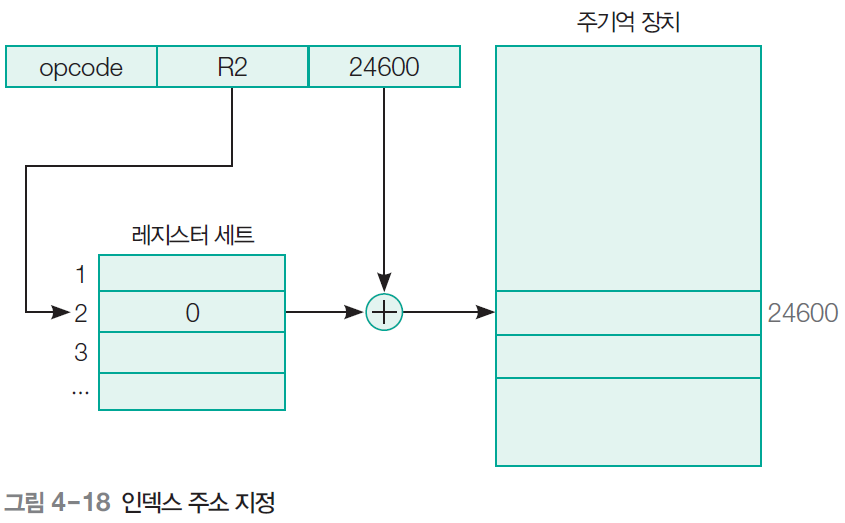 주기억 장치
opcode R2 24600
레지스터 세트
1
2 0
24600
3
...
그림 4-18 인덱스 주소 지정